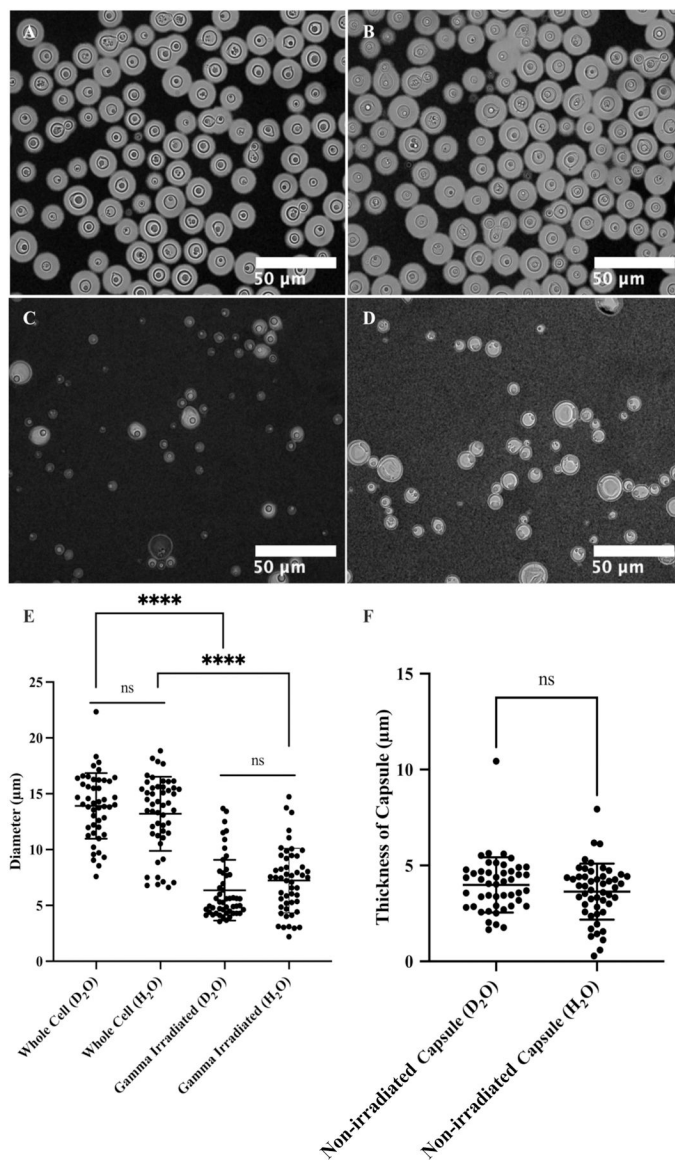 A
B
50 µm
50 µm
C
D
50 µm
50 µm
E
F
****
****
ns
ns
25
20
15
10
5
0
Diameter (µm)
Whole Cell (D₂O)
Whole Cell (H₂O)
Gamma Irradiated (D₂O)
Gamma Irradiated (H₂O)
ns
15
10
5
0
Thickness of Capsule (µm)
Non-irradiated Capsule (D₂O)
Non-irradiated Capsule (H₂O)